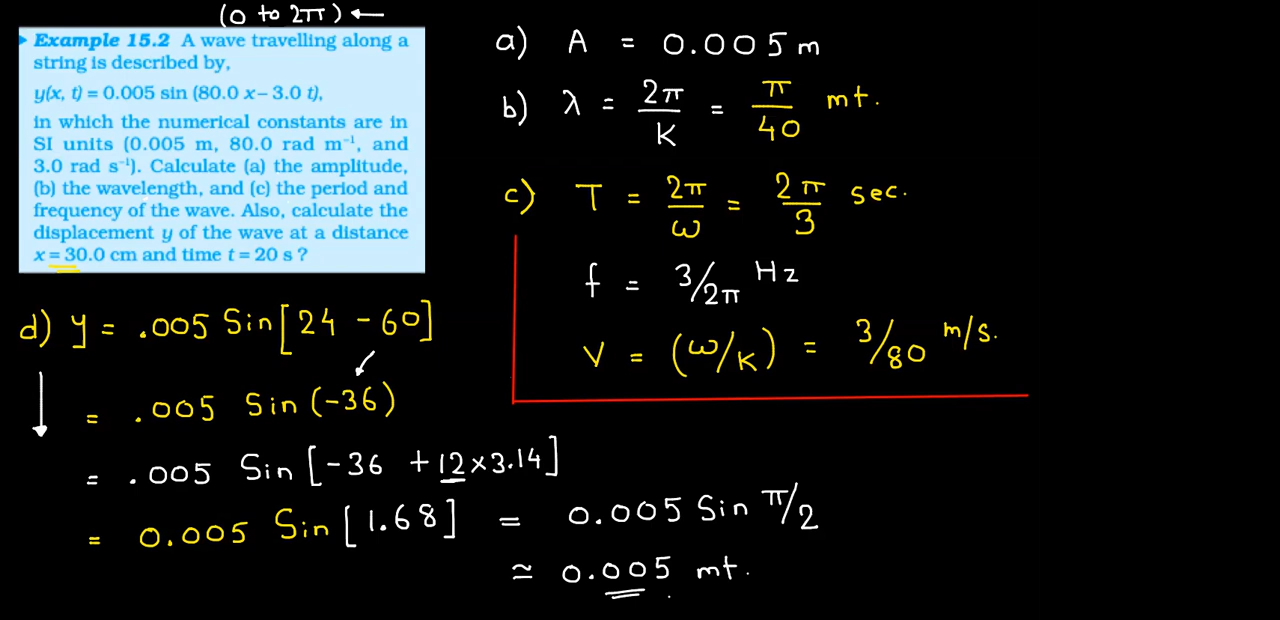 (0 to 2π) ←
Example 15.2 A wave travelling along a
string is described by,
y(x, t) = 0.005 sin (80.0 x– 3.0 t),
in which the numerical constants are in
SI units (0.005 m, 80.0 rad m⁻¹, and
3.0 rad s⁻¹). Calculate (a) the amplitude,
(b) the wavelength, and (c) the period and
frequency of the wave. Also, calculate the
displacement y of the wave at a distance
x = 30.0 cm and time t = 20 s ?
a) A = 0.005 m
b) λ = 2π/K = π/40 mt.
c) T = 2π/ω = 2π/3 sec.
f = 3/2π Hz
V = (ω/K) = 3/80 m/s.
d) y = .005 Sin[24 – 60]
= .005 Sin (–36)
= .005 Sin [–36 + 12×3.14]
= 0.005 Sin [1.68] = 0.005 Sin π/2
≃ 0.005 mt.